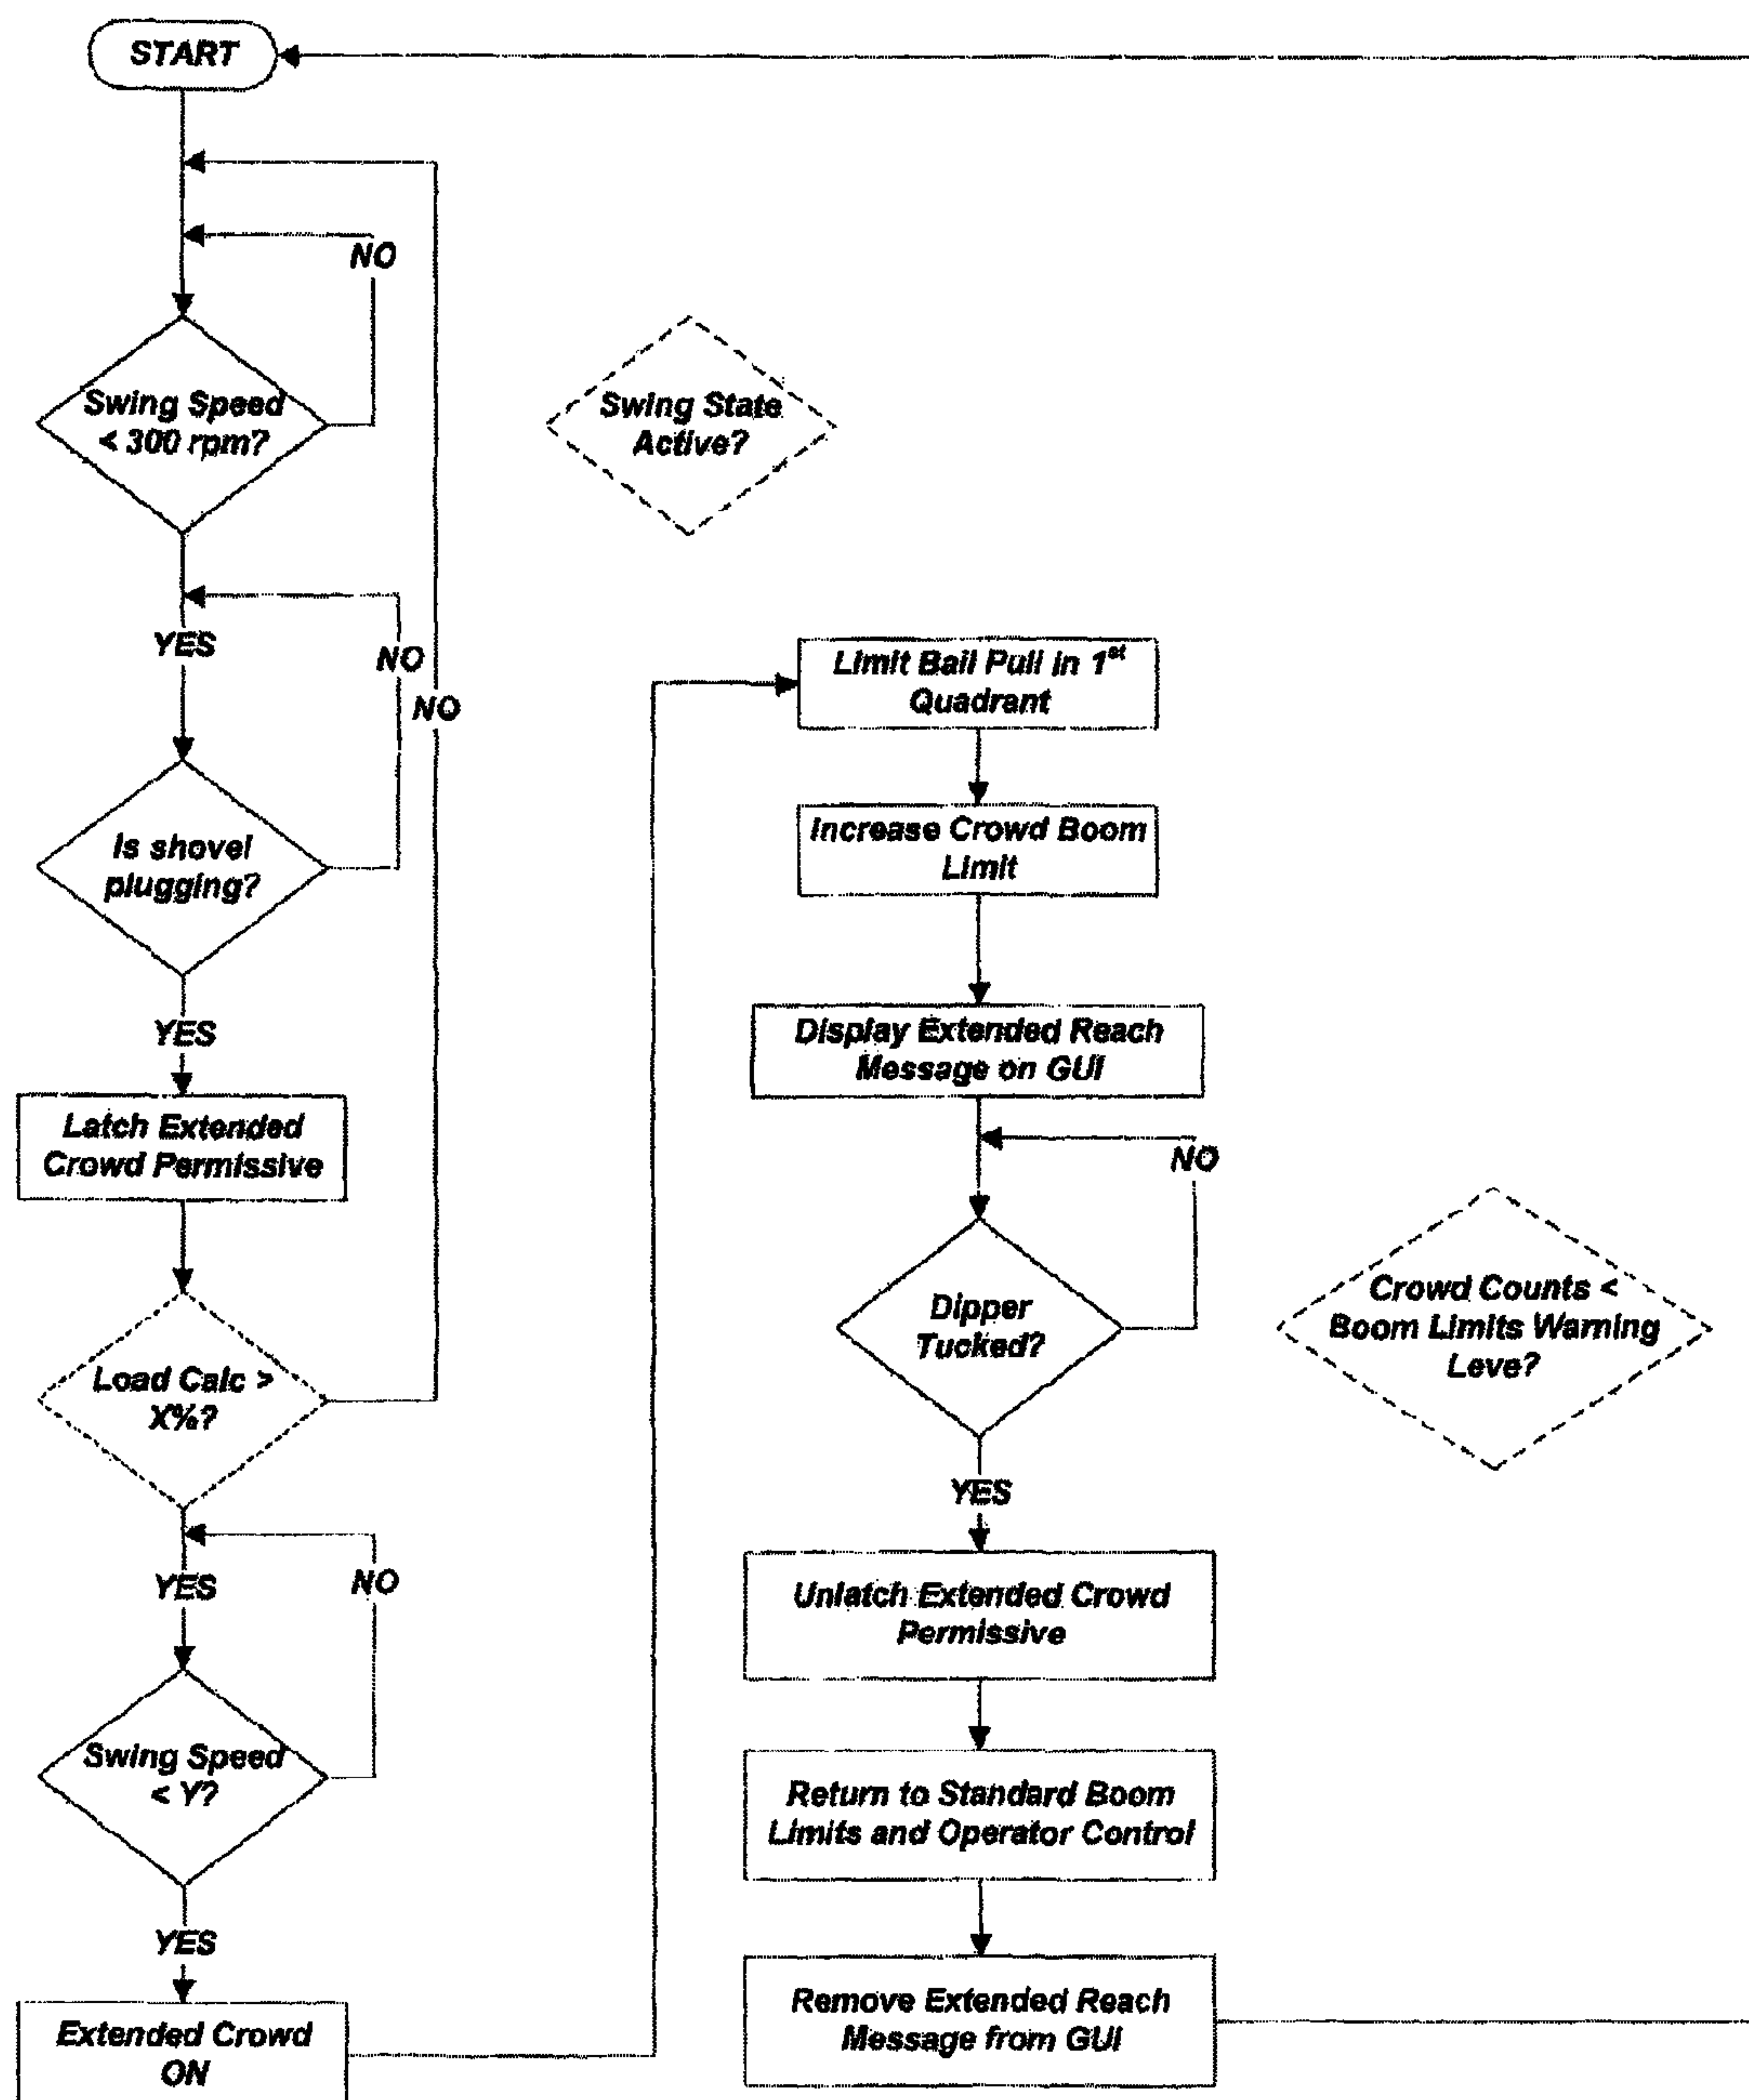 START
NO
Swing Speed
< 300 rpm?
Swing State
Active?
YES
NO
NO
Limit Bail Pull in 1st
Quadrant
Is shovel
plugging?
Increase Crowd Boom
Limit
YES
Display Extended Reach
Message on GUI
Latch Extended
Crowd Permissive
NO
Load Calc >
X%?
Dipper
Tucked?
Crowd Counts <
Boom Limits Warning
Leve?
YES
NO
YES
Unlatch Extended Crowd
Permissive
Swing Speed
< Y?
Return to Standard Boom
Limits and Operator Control
YES
Extended Crowd
ON
Remove Extended Reach
Message from GUI